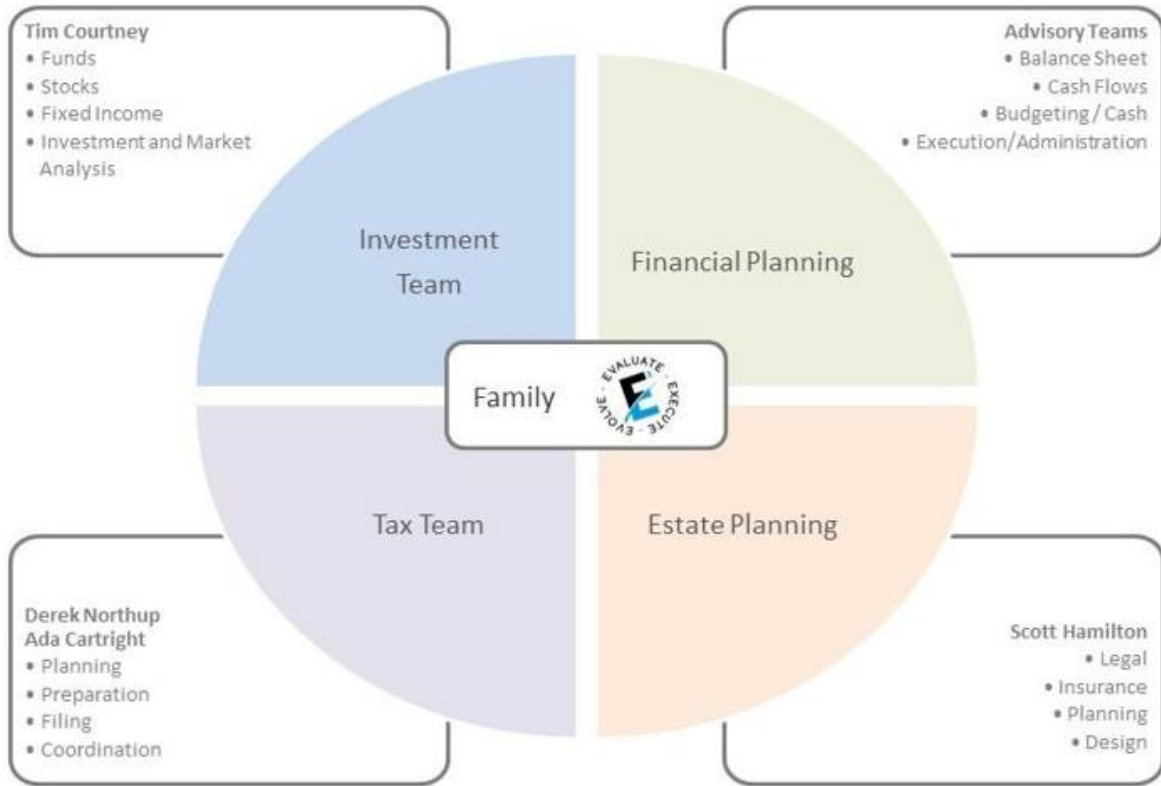 Tim Courtney
• Funds
• Stocks
• Fixed Income
• Investment and Market
Analysis
Advisory Teams
• Balance Sheet
• Cash Flows
• Budgeting / Cash
• Execution/Administration
Investment
Team
Financial Planning
Family
EVALUATE - EXECUTE - EVOLVE -
Tax Team
Estate Planning
Derek Northup
Ada Cartright
• Planning
• Preparation
• Filing
• Coordination
Scott Hamilton
• Legal
• Insurance
• Planning
• Design